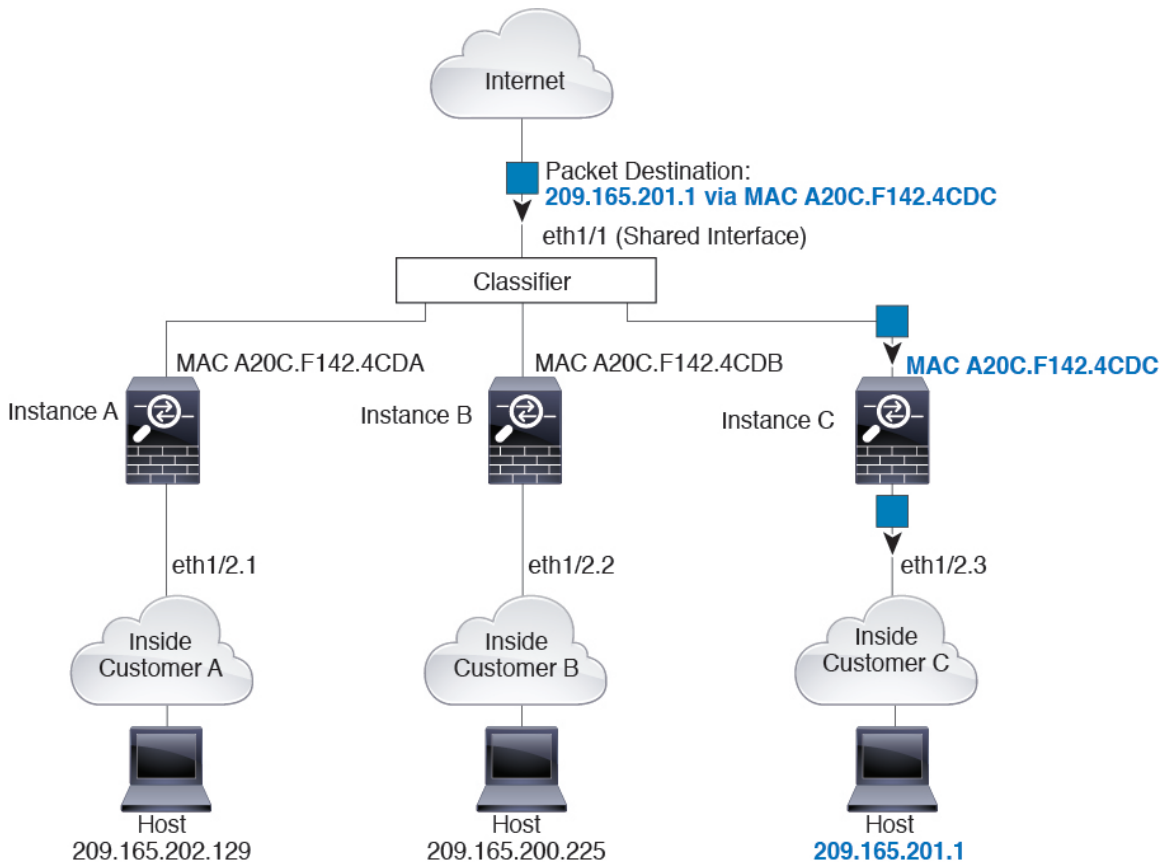 Internet
Packet Destination:
209.165.201.1 via MAC A20C.F142.4CDC
eth1/1 (Shared Interface)
Classifier
MAC A20C.F142.4CDA
MAC A20C.F142.4CDB
MAC A20C.F142.4CDC
Instance A
Instance B
Instance C
eth1/2.1
eth1/2.2
eth1/2.3
Inside
Customer A
Inside
Customer B
Inside
Customer C
Host
209.165.202.129
Host
209.165.200.225
Host
209.165.201.1